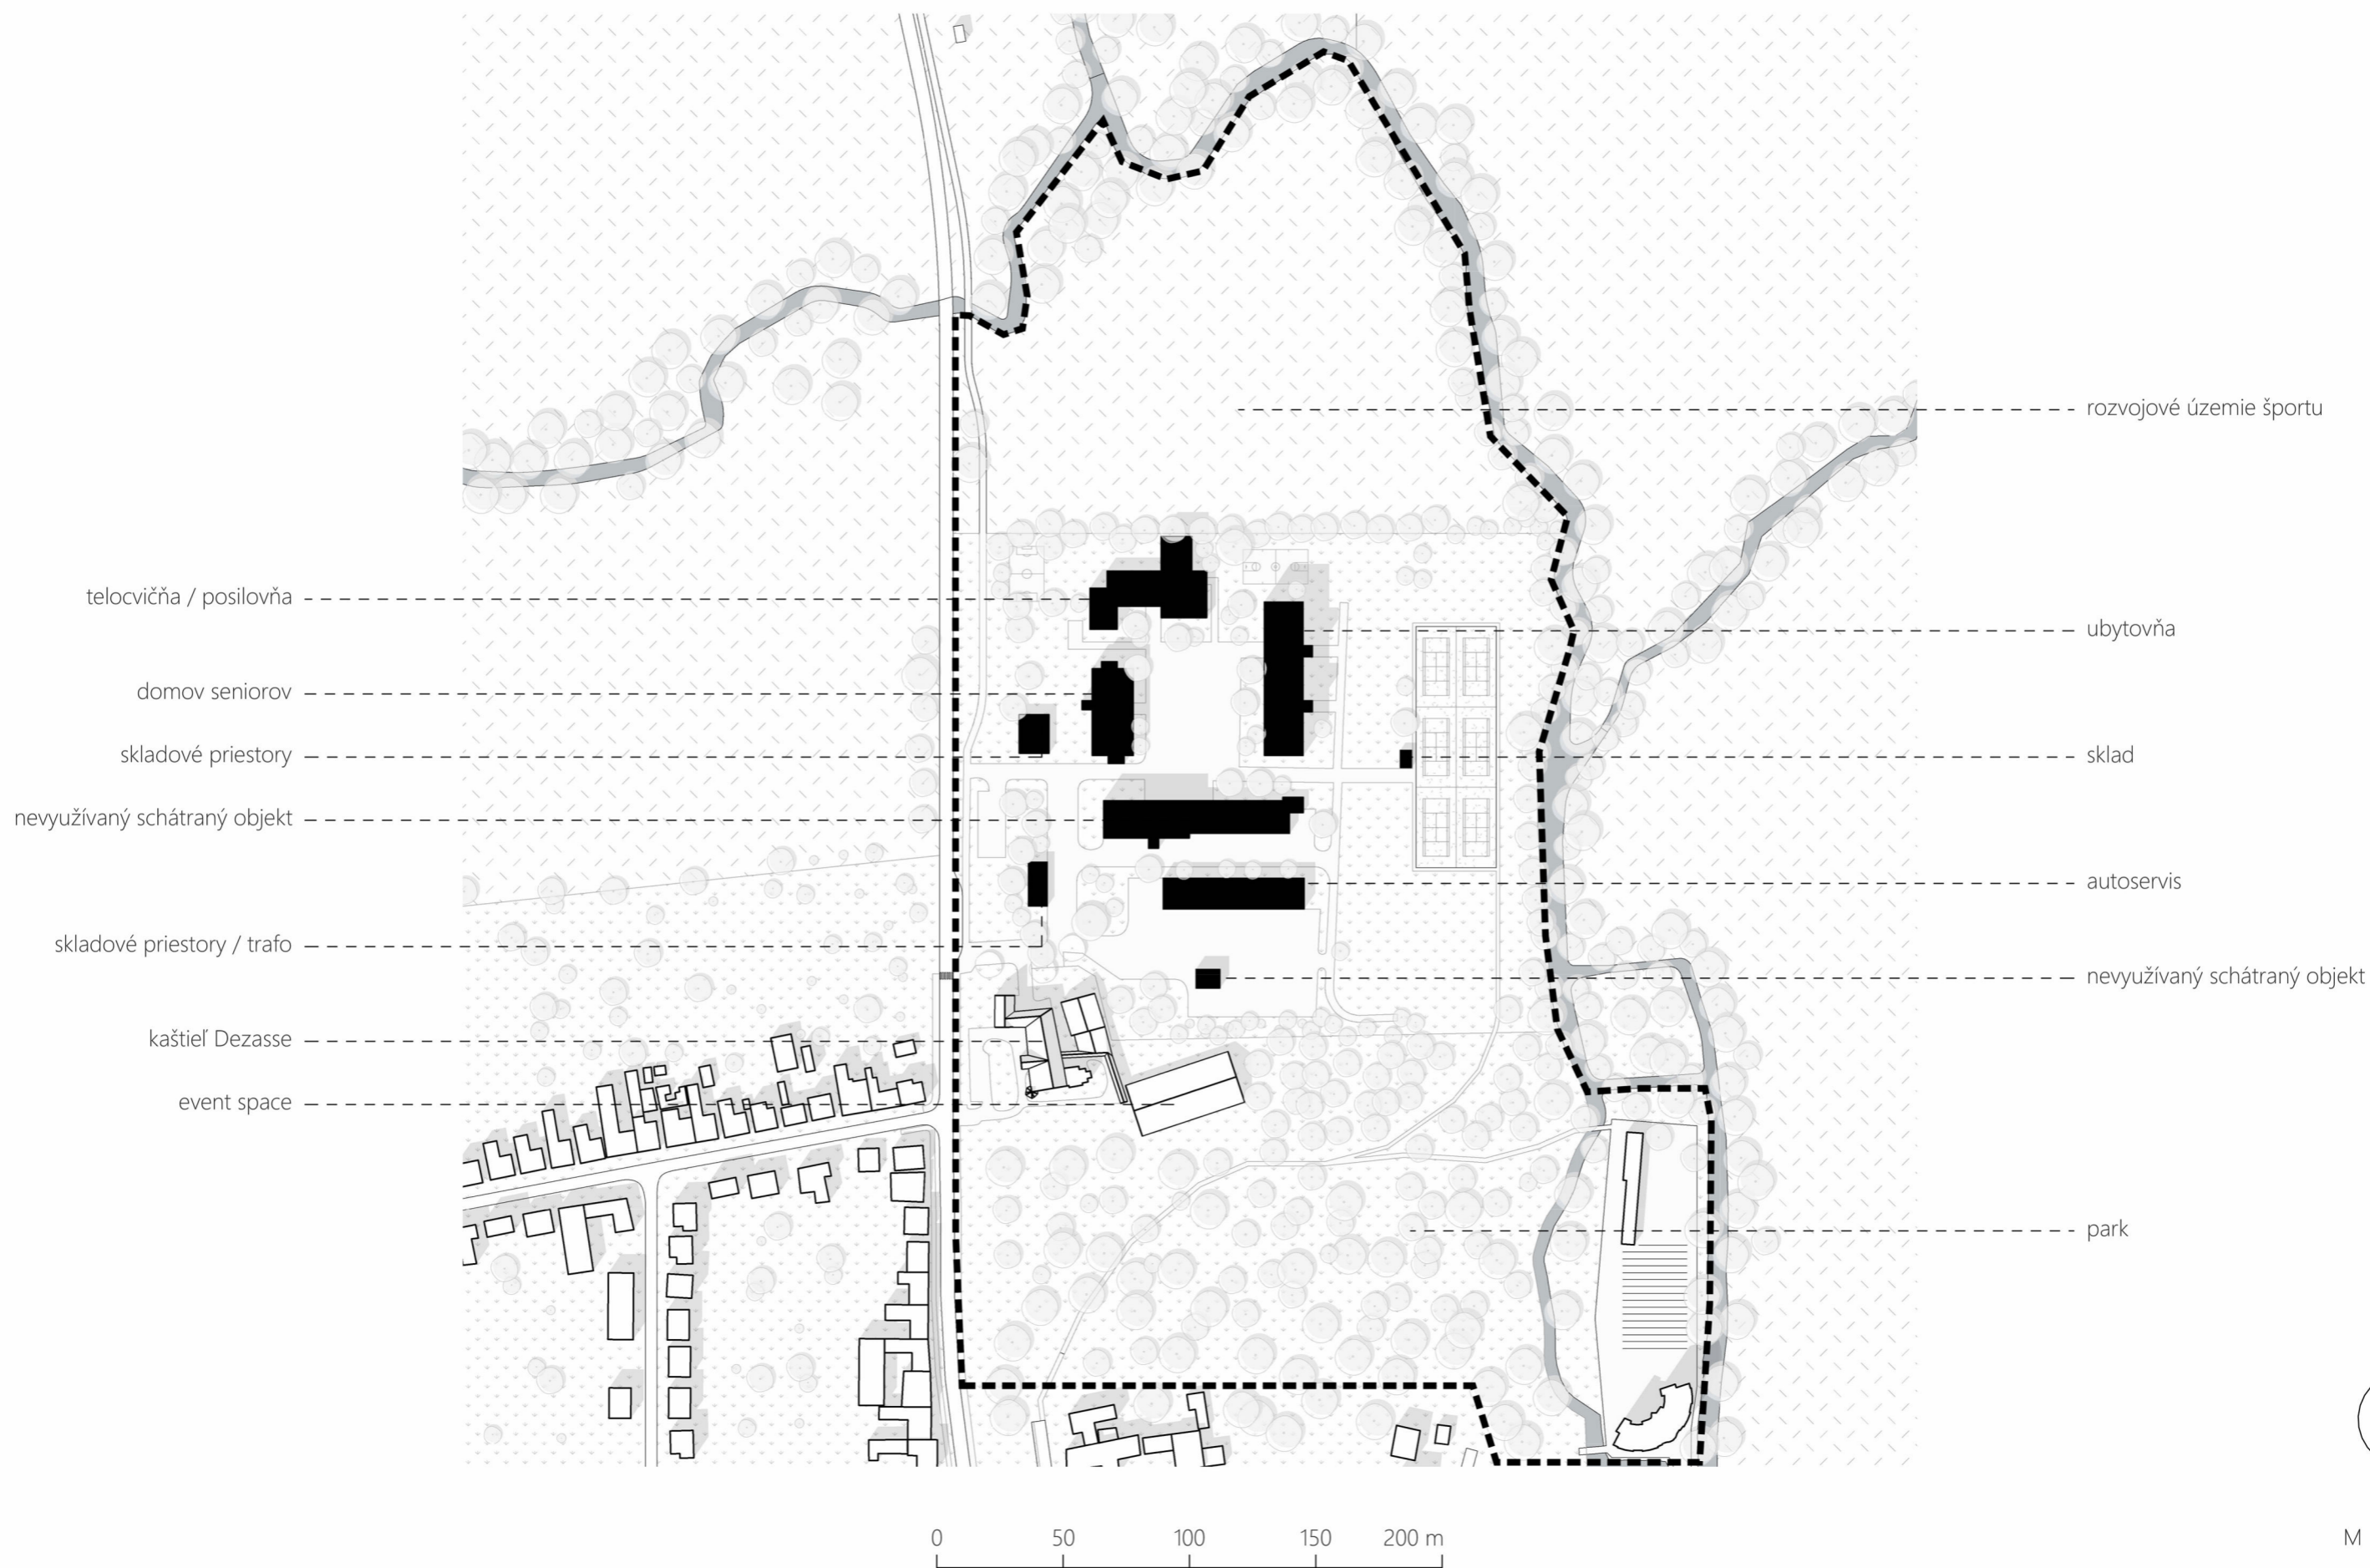 rozvojové územie športu
telocvičňa / posilovňa
ubytovňa
domov seniorov
skladové priestory
sklad
nevyužívaný schátraný objekt
autoservis
skladové priestory / trafo
nevyužívaný schátraný objekt
kaštieľ Dezasse
event space
park
0 50 100 150 200 m
M